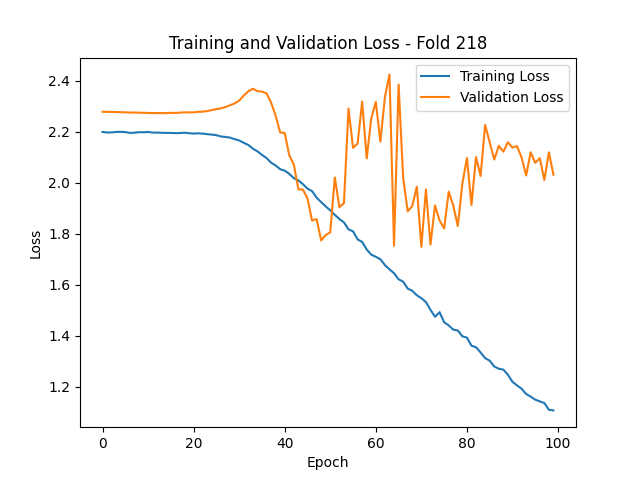 Training and Validation Loss - Fold 218
Training Loss
Validation Loss
Loss
2.4
2.2
2.0
1.8
1.6
1.4
1.2
0
20
40
60
80
100
Epoch